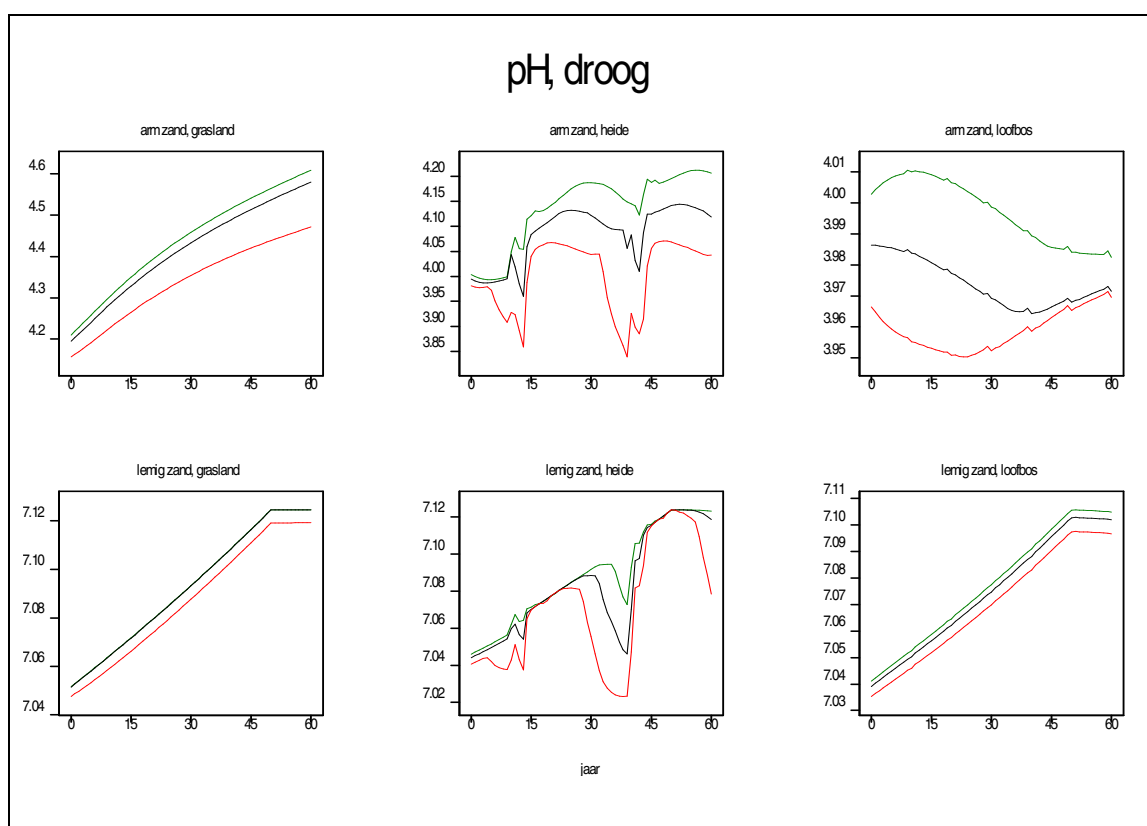 pH, droog
arm zand, grasland
arm zand, heide
arm zand, loofbos
4.6
4.5
4.4
4.3
4.2
0 15 30 45 60
4.20
4.15
4.10
4.05
4.00
3.95
3.90
3.85
0 15 30 45 60
4.01
4.00
3.99
3.98
3.97
3.96
3.95
0 15 30 45 60
lemig zand, grasland
lemig zand, heide
lemig zand, loofbos
7.12
7.10
7.08
7.06
7.04
0 15 30 45 60
7.12
7.10
7.08
7.06
7.04
7.02
0 15 30 45 60
7.11
7.10
7.09
7.08
7.07
7.06
7.05
7.04
7.03
0 15 30 45 60
jaar